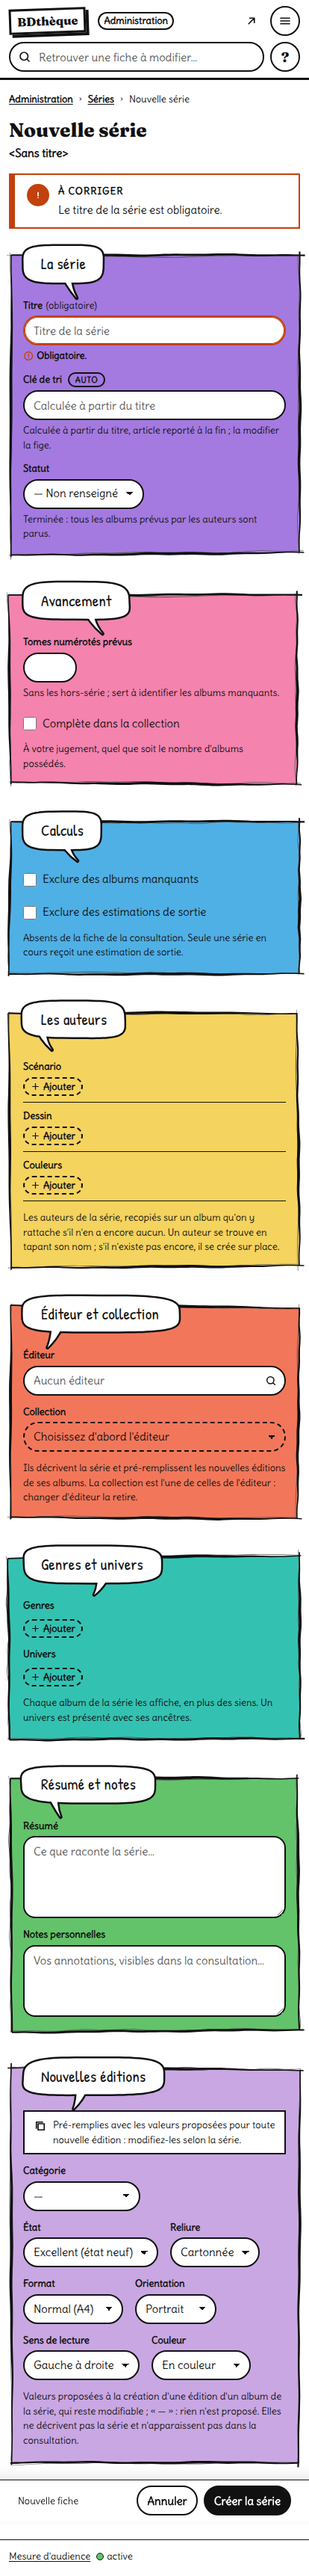 BDthèque Administration
Retrouver une fiche à modifier... ?
Administration › Séries › Nouvelle série
Nouvelle série
<Sans titre>
! À CORRIGER
Le titre de la série est obligatoire.
La série
Titre (obligatoire)
Titre de la série
Obligatoire.
Clé de tri AUTO
Calculée à partir du titre
Calculée à partir du titre, article reporté à la fin ; la modifier
la fige.
Statut
— Non renseigné
Terminée : tous les albums prévus par les auteurs sont
parus.
Avancement
Tomes numérotés prévus
Sans les hors-série ; sert à identifier les albums manquants.
Complète dans la collection
À votre jugement, quel que soit le nombre d'albums
possédés.
Calculs
Exclure des albums manquants
Exclure des estimations de sortie
Absents de la fiche de la consultation. Seule une série en
cours reçoit une estimation de sortie.
Les auteurs
Scénario
+ Ajouter
Dessin
+ Ajouter
Couleurs
+ Ajouter
Les auteurs de la série, recopiés sur un album qu'on y
rattache s'il n'en a encore aucun. Un auteur se trouve en
tapant son nom ; s'il n'existe pas encore, il se crée sur place.
Éditeur et collection
Éditeur
Aucun éditeur
Collection
Choisissez d'abord l'éditeur
Ils décrivent la série et pré-remplissent les nouvelles éditions
de ses albums. La collection est l'une de celles de l'éditeur :
changer d'éditeur la retire.
Genres et univers
Genres
+ Ajouter
Univers
+ Ajouter
Chaque album de la série les affiche, en plus des siens. Un
univers est présenté avec ses ancêtres.
Résumé et notes
Résumé
Ce que raconte la série...
Notes personnelles
Vos annotations, visibles dans la consultation...
Nouvelles éditions
Pré-remplies avec les valeurs proposées pour toute
nouvelle édition : modifiez-les selon la série.
Catégorie
—
État Reliure
Excellent (état neuf) Cartonnée
Format Orientation
Normal (A4) Portrait
Sens de lecture Couleur
Gauche à droite En couleur
Valeurs proposées à la création d'une édition d'un album de
la série, qui reste modifiable ; « — » : rien n'est proposé. Elles
ne décrivent pas la série et n'apparaissent pas dans la
consultation.
Nouvelle fiche Annuler Créer la série
Mesure d'audience active